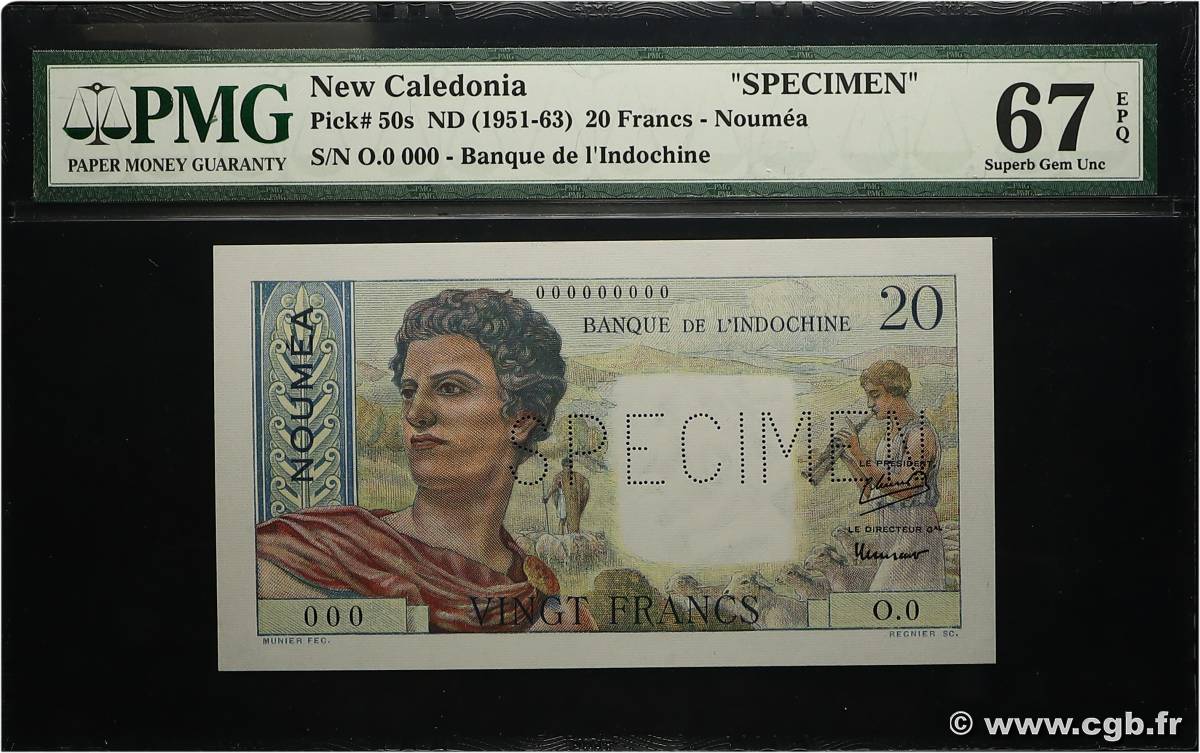 PMG
PAPER MONEY GUARANTY
New Caledonia "SPECIMEN"
Pick# 50s ND (1951-63) 20 Francs - Nouméa
S/N O.0 000 - Banque de l'Indochine
67
EPQ
Superb Gem Unc
000000000
BANQUE DE L'INDOCHINE 20
NOUMÉA
SPECIMEN
LE PRÉSIDENT,
LE DIRECTEUR GAL
000
VINGT FRANCS
O.0
MUNIER FEC.
REGNIER SC.
© www.cgb.fr